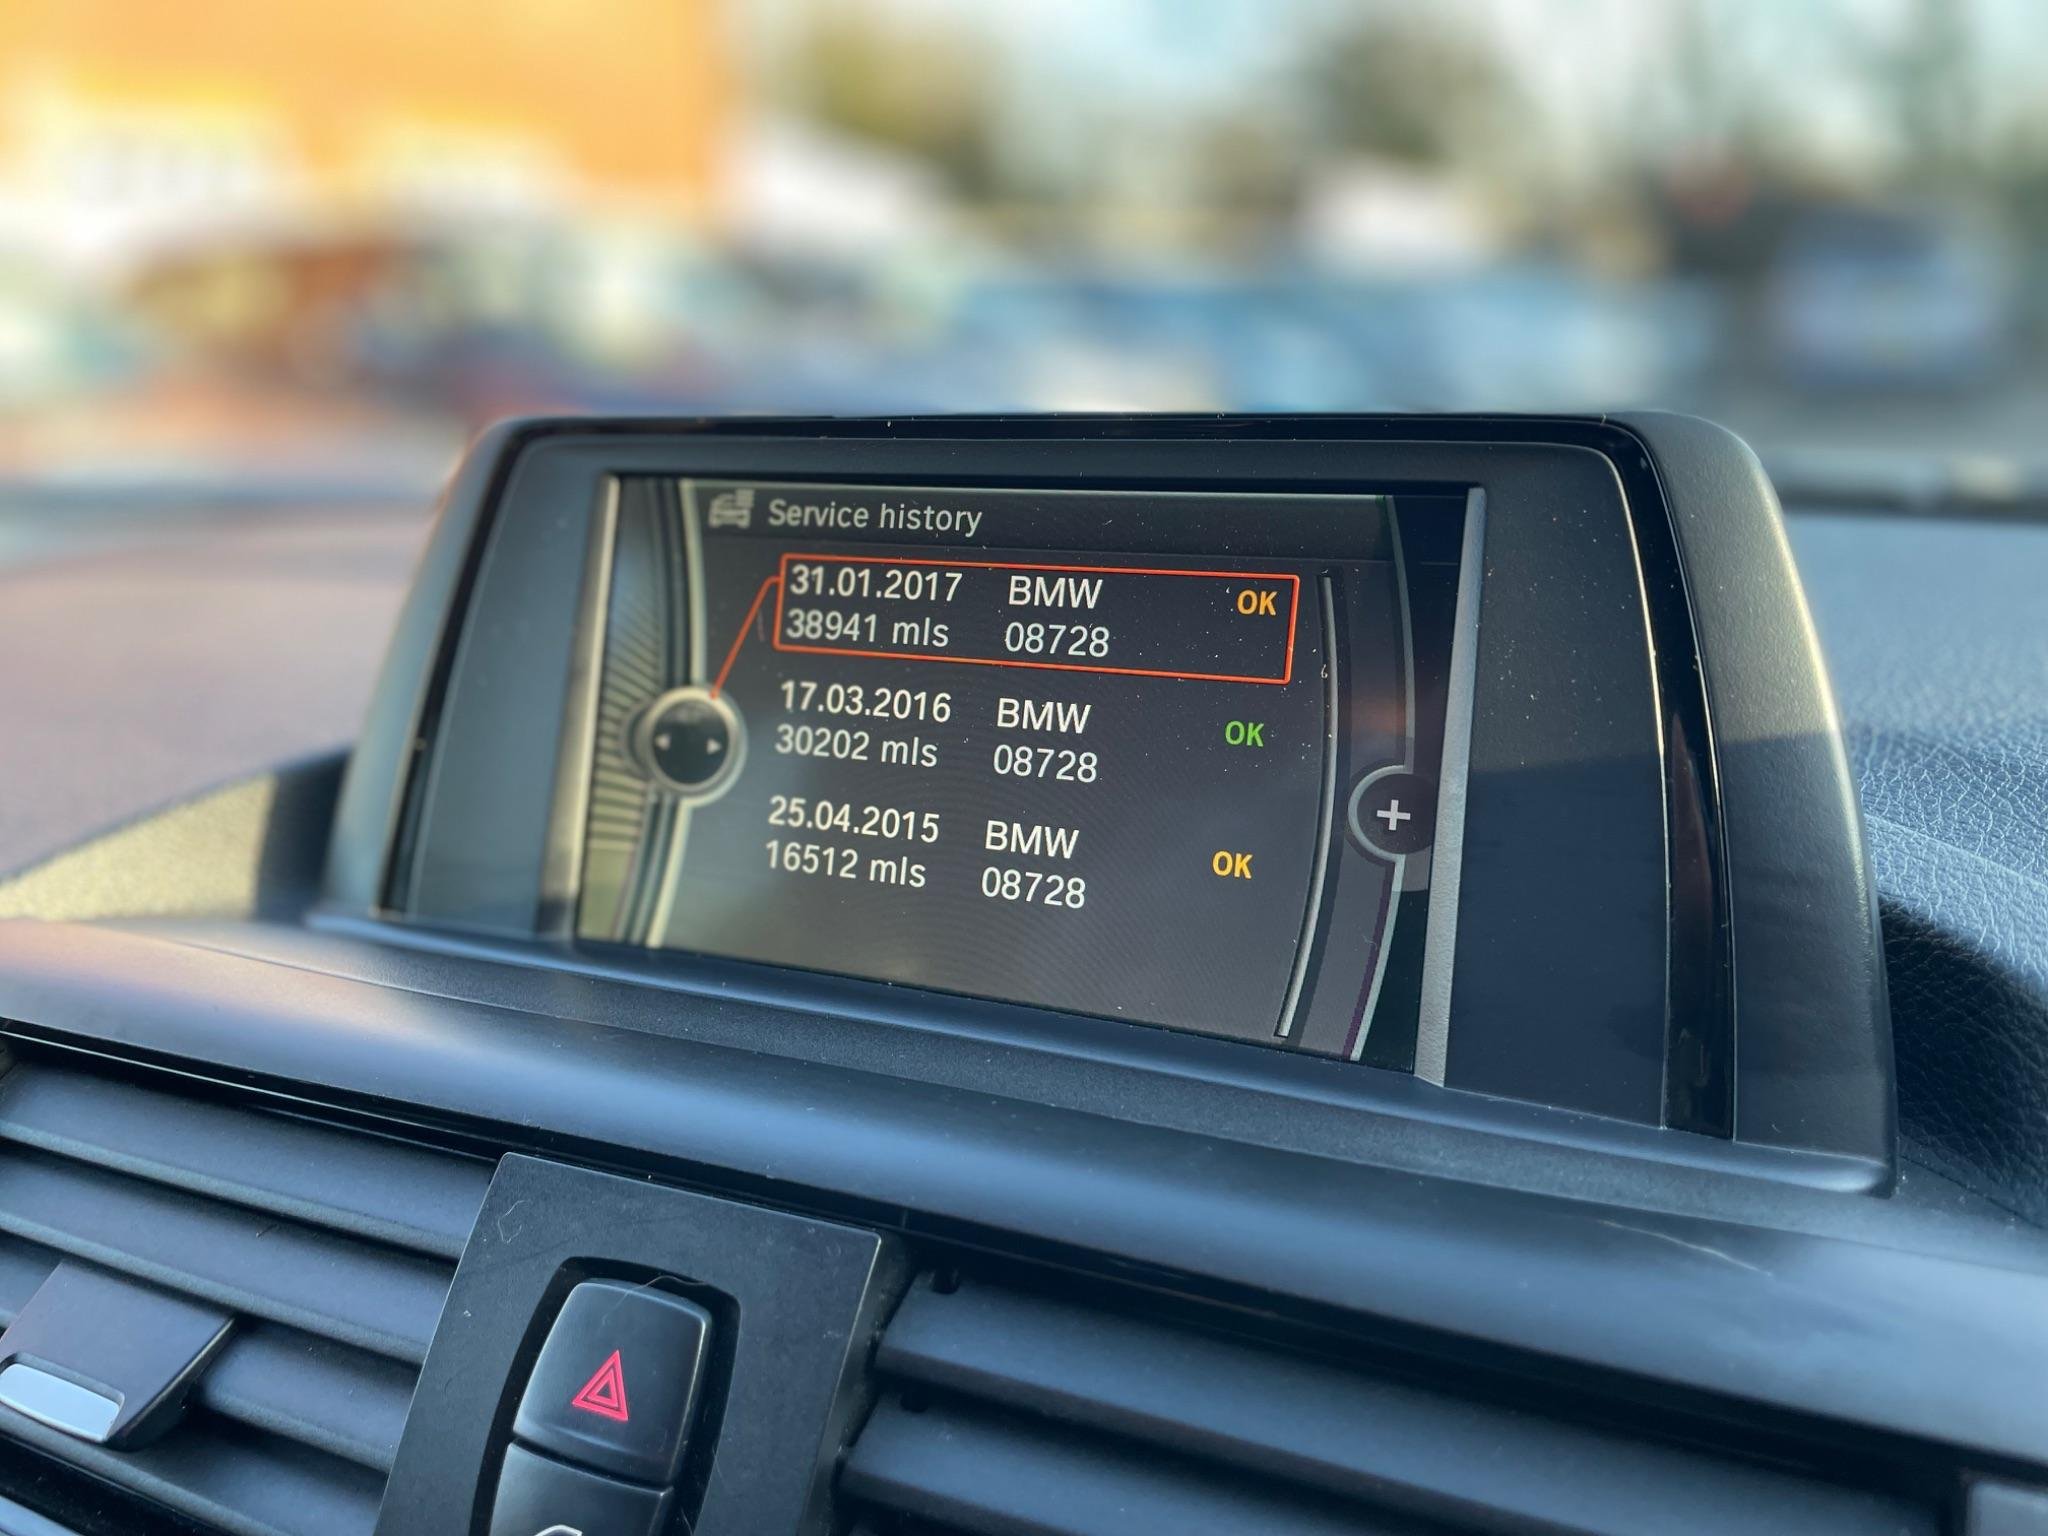 Service history
31.01.2017 BMW OK
38941 mls 08728
17.03.2016 BMW OK
30202 mls 08728
25.04.2015 BMW OK
16512 mls 08728
+